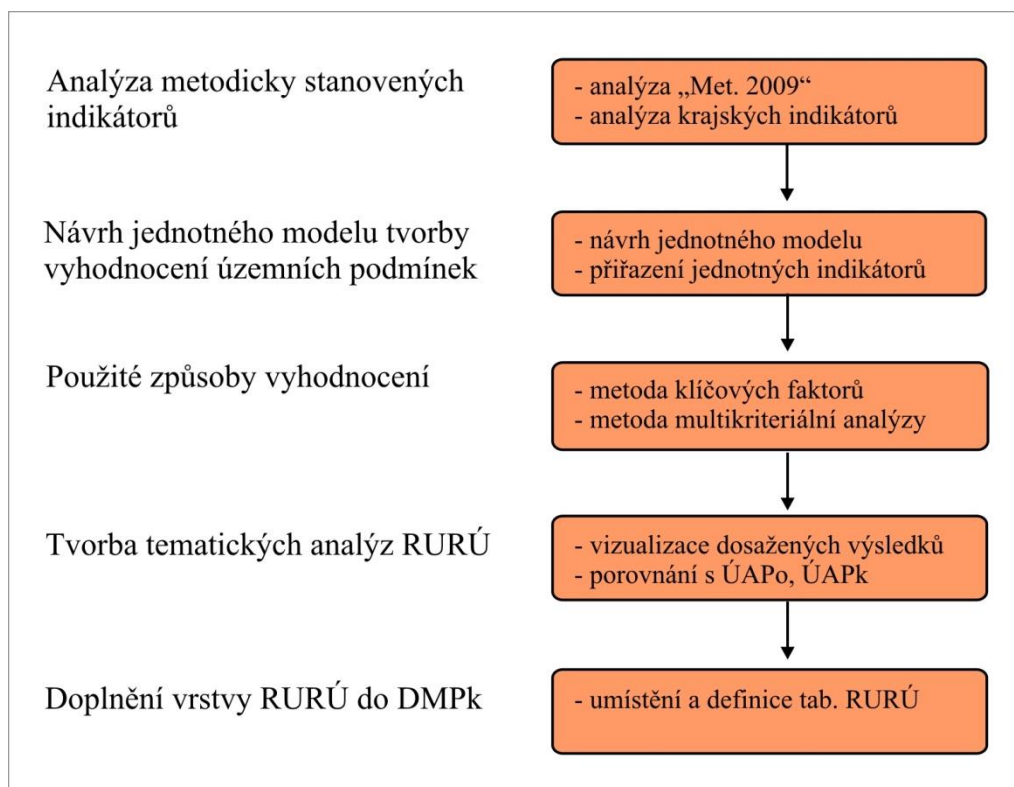 Analýza metodicky stanovených
indikátorů
- analýza „Met. 2009“
- analýza krajských indikátorů
Návrh jednotného modelu tvorby
vyhodnocení územních podmínek
- návrh jednotného modelu
- přiřazení jednotných indikátorů
Použité způsoby vyhodnocení
- metoda klíčových faktorů
- metoda multikriteriální analýzy
Tvorba tematických analýz RURÚ
- vizualizace dosažených výsledků
- porovnání s ÚAPo, ÚAPk
Doplnění vrstvy RURÚ do DMPk
- umístění a definice tab. RURÚ